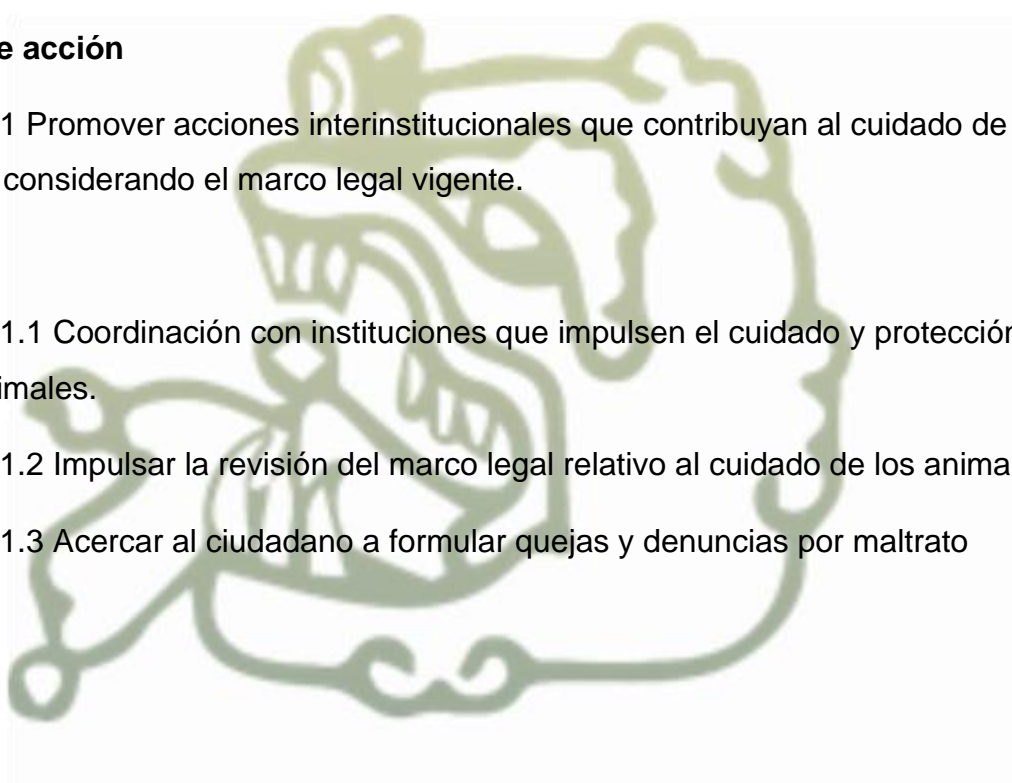 e acción
1 Promover acciones interinstitucionales que contribuyan al cuidado de
considerando el marco legal vigente.
1.1 Coordinación con instituciones que impulsen el cuidado y protección
imales.
1.2 Impulsar la revisión del marco legal relativo al cuidado de los anima
1.3 Acercar al ciudadano a formular quejas y denuncias por maltrato